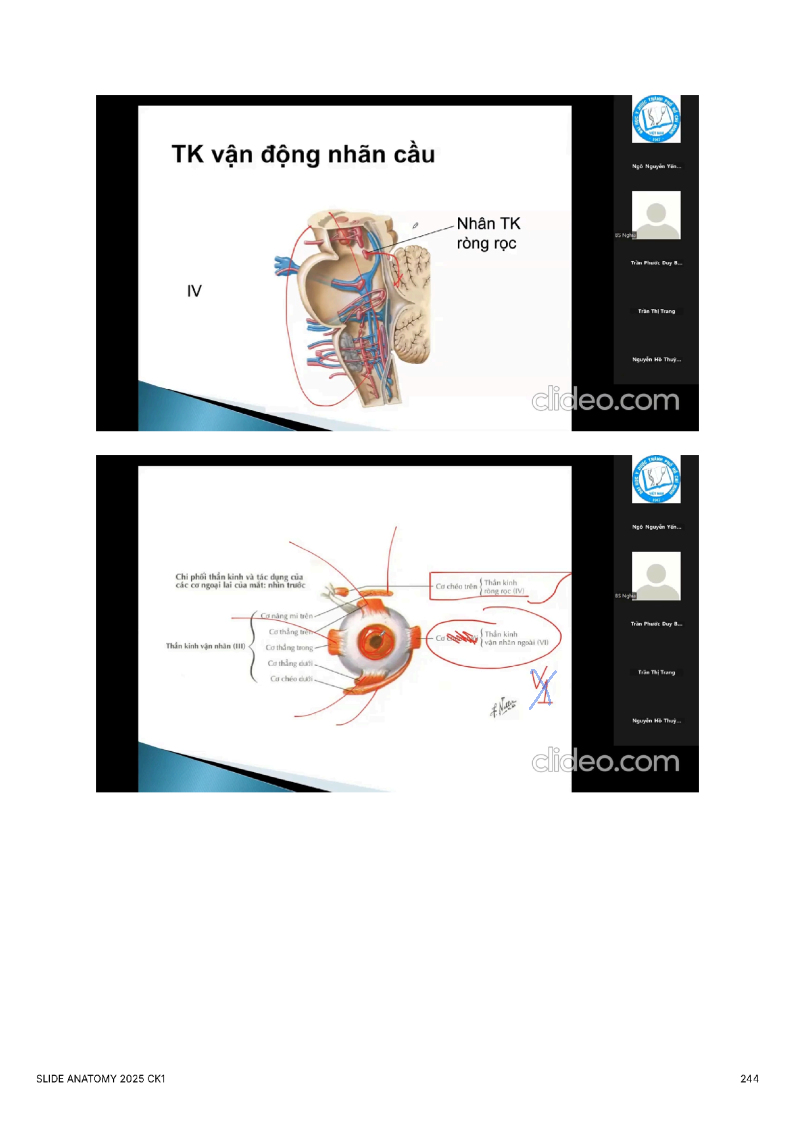 TK vận động nhãn cầu
Nhân TK
ròng rọc
IV
Ngô Nguyễn Yến...
BS Nghĩa
Trần Phước Duy B...
Trần Thị Trang
Nguyễn Hồ Thuỳ...
clideo.com
Chi phối thần kinh và tác dụng của
các cơ ngoại lai của mắt: nhìn trước
Cơ chéo trên
Thần kinh
ròng rọc (IV)
Cơ nâng mi trên
Cơ thẳng trên
Thần kinh vận nhãn (III)
Cơ thẳng trong
Cơ thẳng dưới
Cơ chéo dưới
Cơ
Thần kinh
vận nhãn ngoài (VI)
VI
Ngô Nguyễn Yến...
BS Nghĩa
Trần Phước Duy B...
Trần Thị Trang
Nguyễn Hồ Thuỳ...
clideo.com
SLIDE ANATOMY 2025 CK1
244